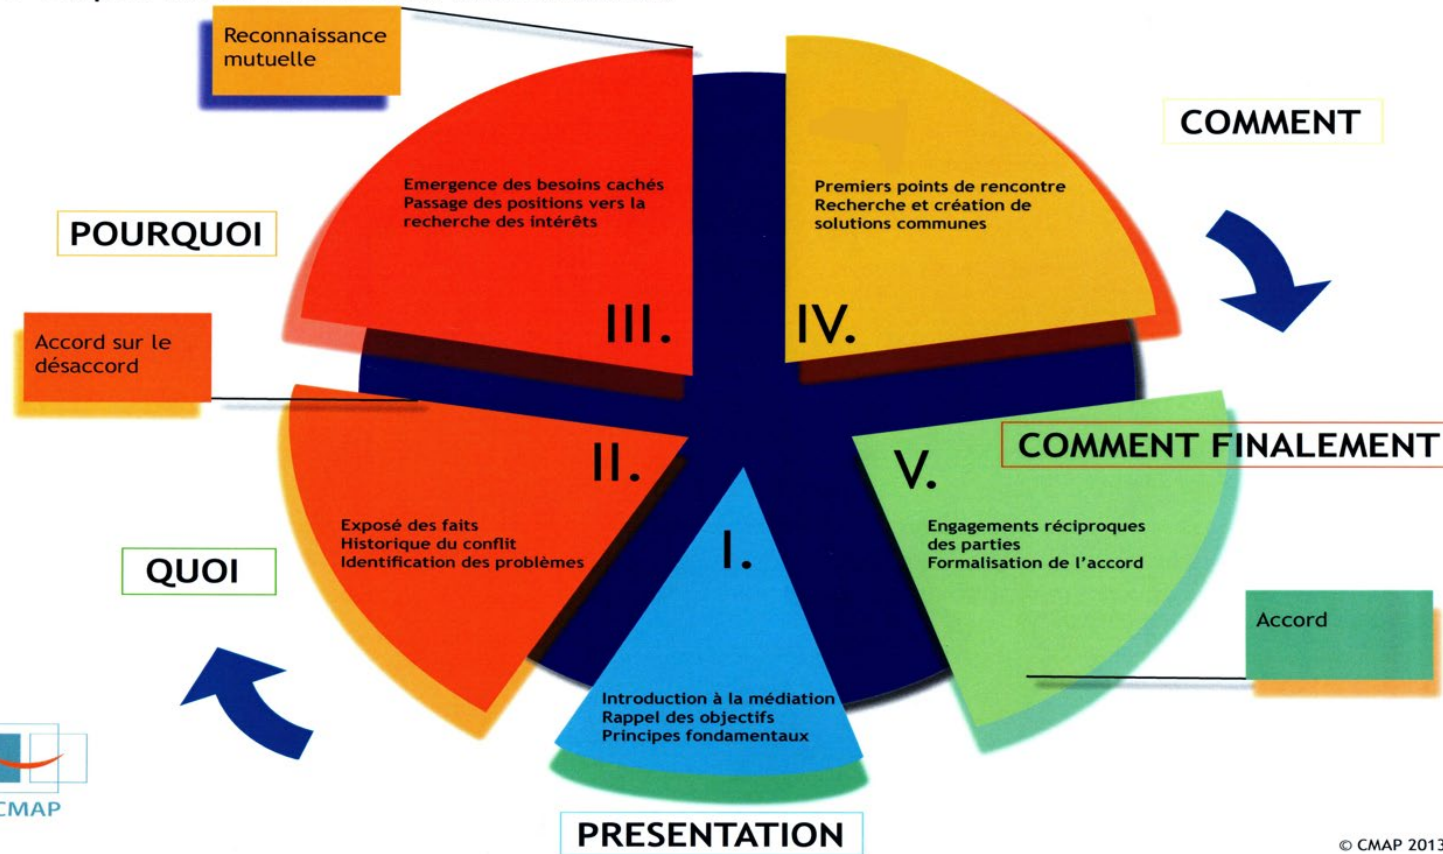 Reconnaissance
mutuelle
COMMENT
Emergence des besoins cachés
Passage des positions vers la
recherche des intérêts
Premiers points de rencontre
Recherche et création de
solutions communes
POURQUOI
III.
IV.
Accord sur le
désaccord
COMMENT FINALEMENT
II.
V.
Exposé des faits
Historique du conflit
Identification des problèmes
Engagements réciproques
des parties
Formalisation de l'accord
I.
QUOI
Accord
Introduction à la médiation
Rappel des objectifs
Principes fondamentaux
CMAP
PRESENTATION
© CMAP 2013